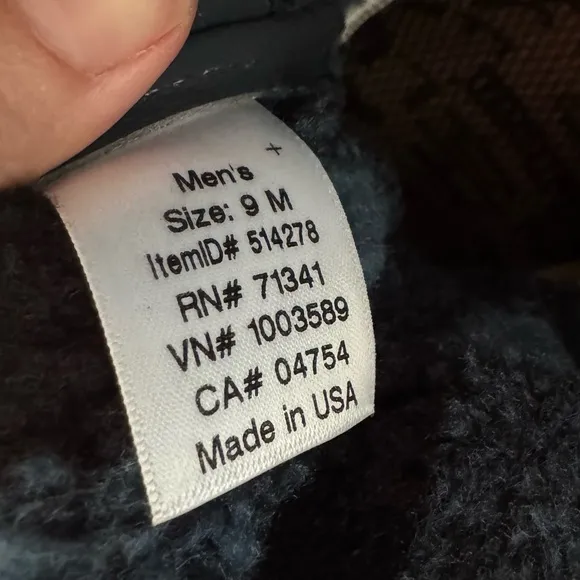 Men's
Size: 9 M
ItemID# 514278
RN# 71341
VN# 1003589
CA# 04754
Made in USA